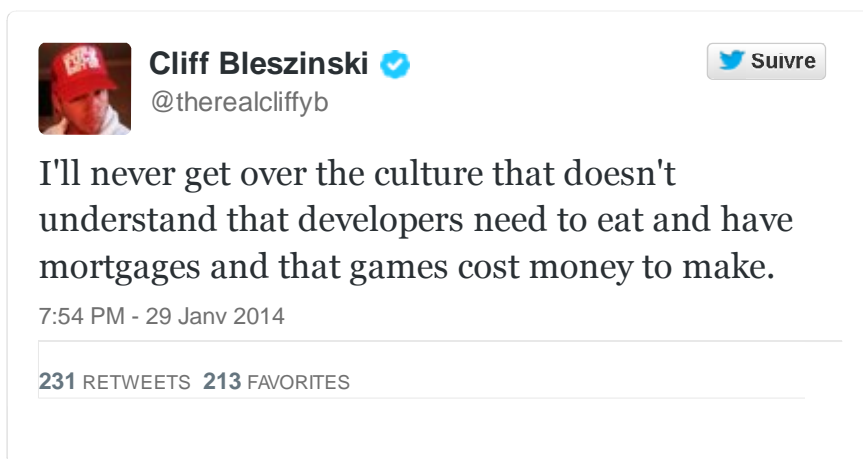 Cliff Bleszinski
Suivre
@therealcliffyb
I'll never get over the culture that doesn't
understand that developers need to eat and have
mortgages and that games cost money to make.
7:54 PM - 29 Janv 2014
231 RETWEETS 213 FAVORITES